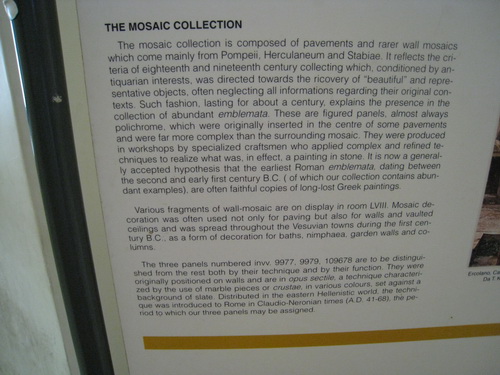 THE MOSAIC COLLECTION
The mosaic collection is composed of pavements and rarer wall mosaics
which come mainly from Pompeii, Herculaneum and Stabiae. It reflects the cri-
teria of eighteenth and nineteenth century collecting which, conditioned by an-
tiquarian interests, was directed towards the ricovery of "beautiful" and repre-
sentative objects, often neglecting all informations regarding their original con-
texts. Such fashion, lasting for about a century, explains the presence in the
collection of abundant emblemata. These are figured panels, almost always
polichrome, which were originally inserted in the centre of some pavements
and were far more complex than the surrounding mosaic. They were produced
in workshops by specialized craftsmen who applied complex and refined te-
chniques to realize what was, in effect, a painting in stone. It is now a general-
ly accepted hypothesis that the earliest Roman emblemata, dating between
the second and early first century B.C. ( of which our collection contains abun-
dant examples), are often faithful copies of long-lost Greek paintings.
Various fragments of wall-mosaic are on display in room LVIII. Mosaic de-
coration was often used not only for paving but also for walls and vaulted
ceilings and was spread throughout the Vesuvian towns during the first cen-
tury B.C., as a form of decoration for baths, nimphaea, garden walls and co-
lumns.
The three panels numbered invv. 9977, 9979, 109678 are to be distingui-
shed from the rest both by their technique and by their function. They were
originally positioned on walls and are in opus sectile, a technique characteri-
zed by the use of marble pieces or crustae, in various colours, set against a
background of slate. Distributed in the eastern Hellenistic world, the techni-
que was introduced to Rome in Claudio-Neronian times (A.D. 41-68), the pe-
riod to which our three panels may be assigned.